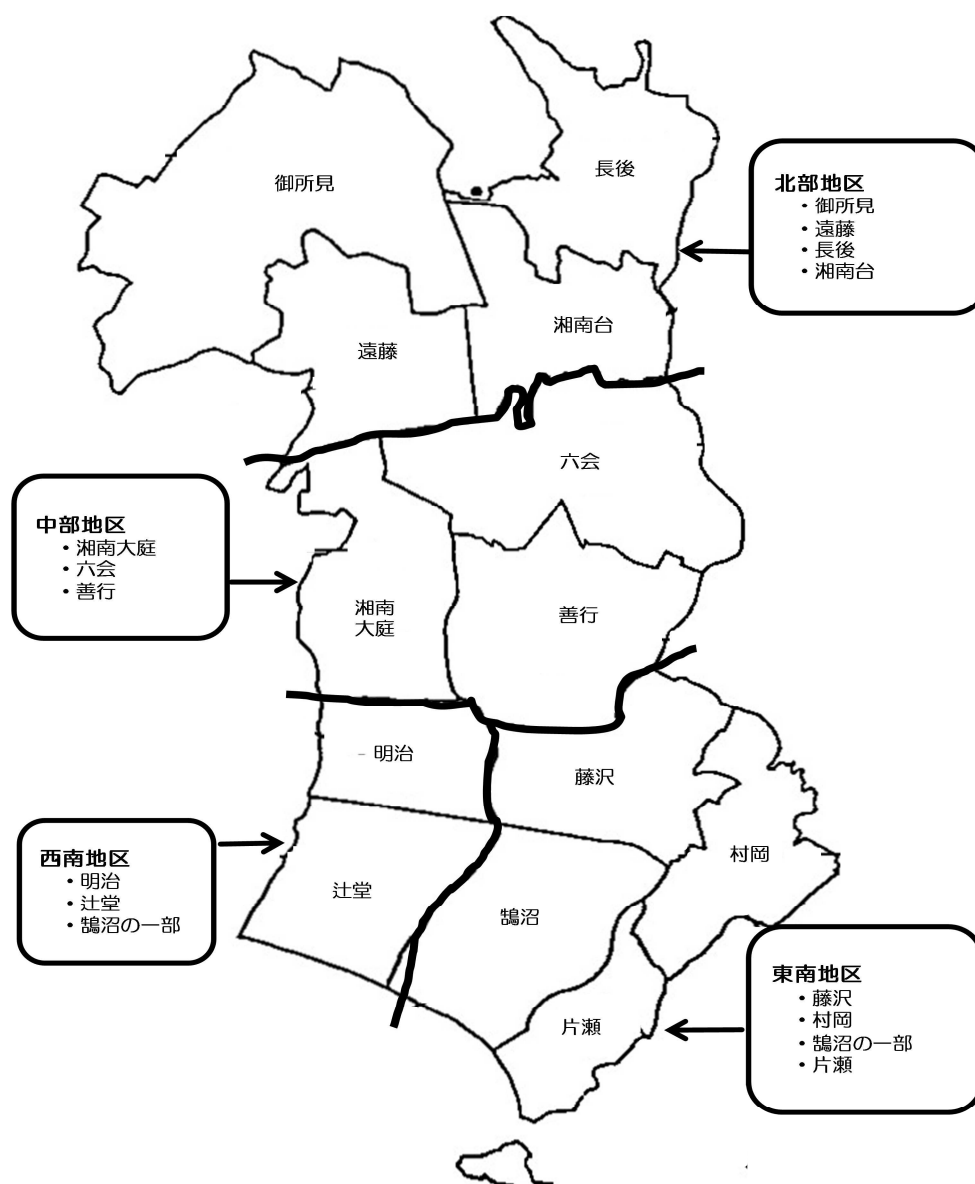 長後
御所見
北部地区
・御所見
・遠藤
・長後
・湘南台
湘南台
遠藤
六会
中部地区
・湘南大庭
・六会
・善行
湘南
大庭
善行
明治
藤沢
村岡
西南地区
・明治
・辻堂
・鵠沼の一部
辻堂
鵠沼
東南地区
・藤沢
・村岡
・鵠沼の一部
・片瀬
片瀬